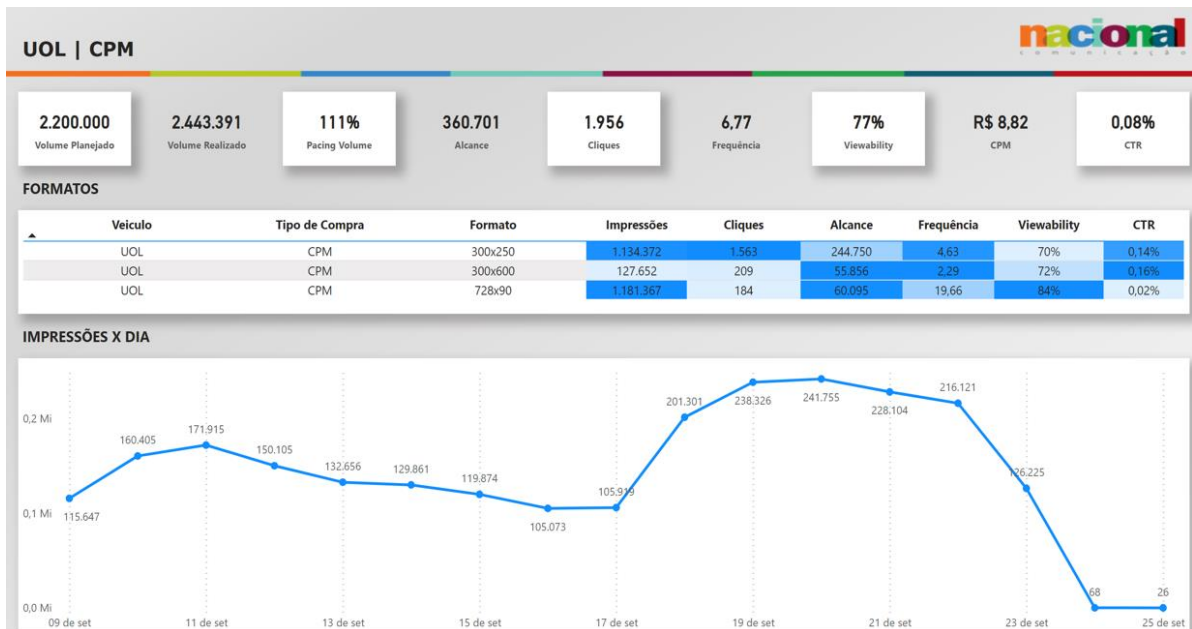 UOL | CPM
nacional
comunicação
2.200.000 2.443.391 111% 360.701 1.956 6,77 77% R$ 8,82 0,08%
Volume Planejado Volume Realizado Pacing Volume Alcance Cliques Frequência Viewability CPM CTR
FORMATOS
Veiculo Tipo de Compra Formato Impressões Cliques Alcance Frequência Viewability CTR
UOL CPM 300x250 1.134.372 1.563 244.750 4,63 70% 0,14%
UOL CPM 300x600 127.652 209 55.856 2,29 72% 0,16%
UOL CPM 728x90 1.181.367 184 60.095 19,66 84% 0,02%
IMPRESSÕES X DIA
0,2 Mi
0,1 Mi
0,0 Mi
115.647
160.405
171.915
150.105
132.656
129.861
119.874
105.073
105.919
201.301
238.326
241.755
228.104
216.121
126.225
68
26
09 de set 11 de set 13 de set 15 de set 17 de set 19 de set 21 de set 23 de set 25 de set